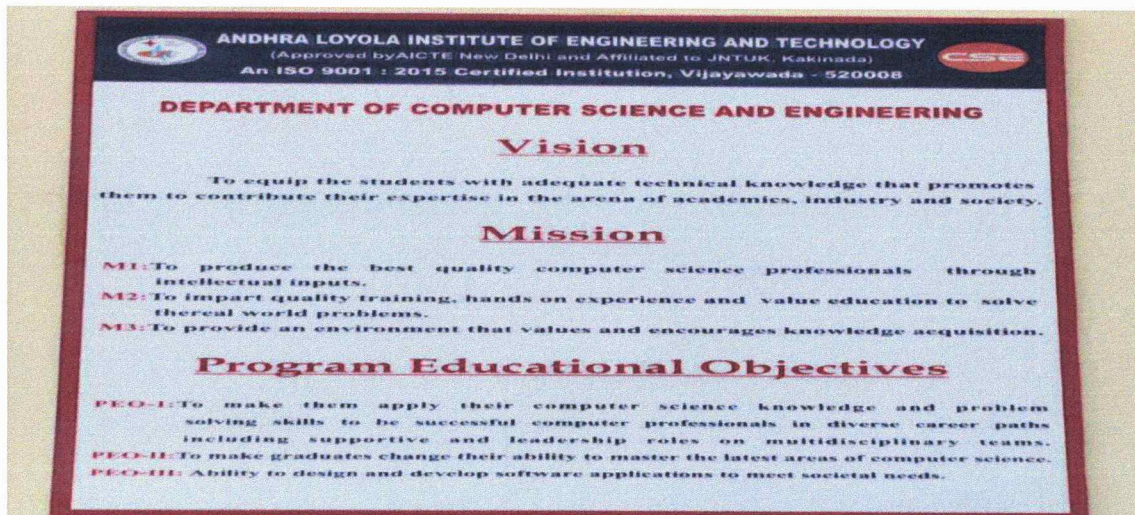 ANDHRA LOYOLA INSTITUTE OF ENGINEERING AND TECHNOLOGY
(Approved byAICTE New Delhi and Affiliated to JNTUK, Kakinada)
An ISO 9001 : 2015 Certified Institution, Vijayawada - 520008
CSE
DEPARTMENT OF COMPUTER SCIENCE AND ENGINEERING
Vision
To equip the students with adequate technical knowledge that promotes
them to contribute their expertise in the arena of academics, industry and society.
Mission
M1:To produce the best quality computer science professionals through
intellectual inputs.
M2:To impart quality training, hands on experience and value education to solve
thereal world problems.
M3:To provide an environment that values and encourages knowledge acquisition.
Program Educational Objectives
PEO-I:To make them apply their computer science knowledge and problem
solving skills to be successful computer professionals in diverse career paths
including supportive and leadership roles on multidisciplinary teams.
PEO-II:To make graduates change their ability to master the latest areas of computer science.
PEO-III: Ability to design and develop software applications to meet societal needs.